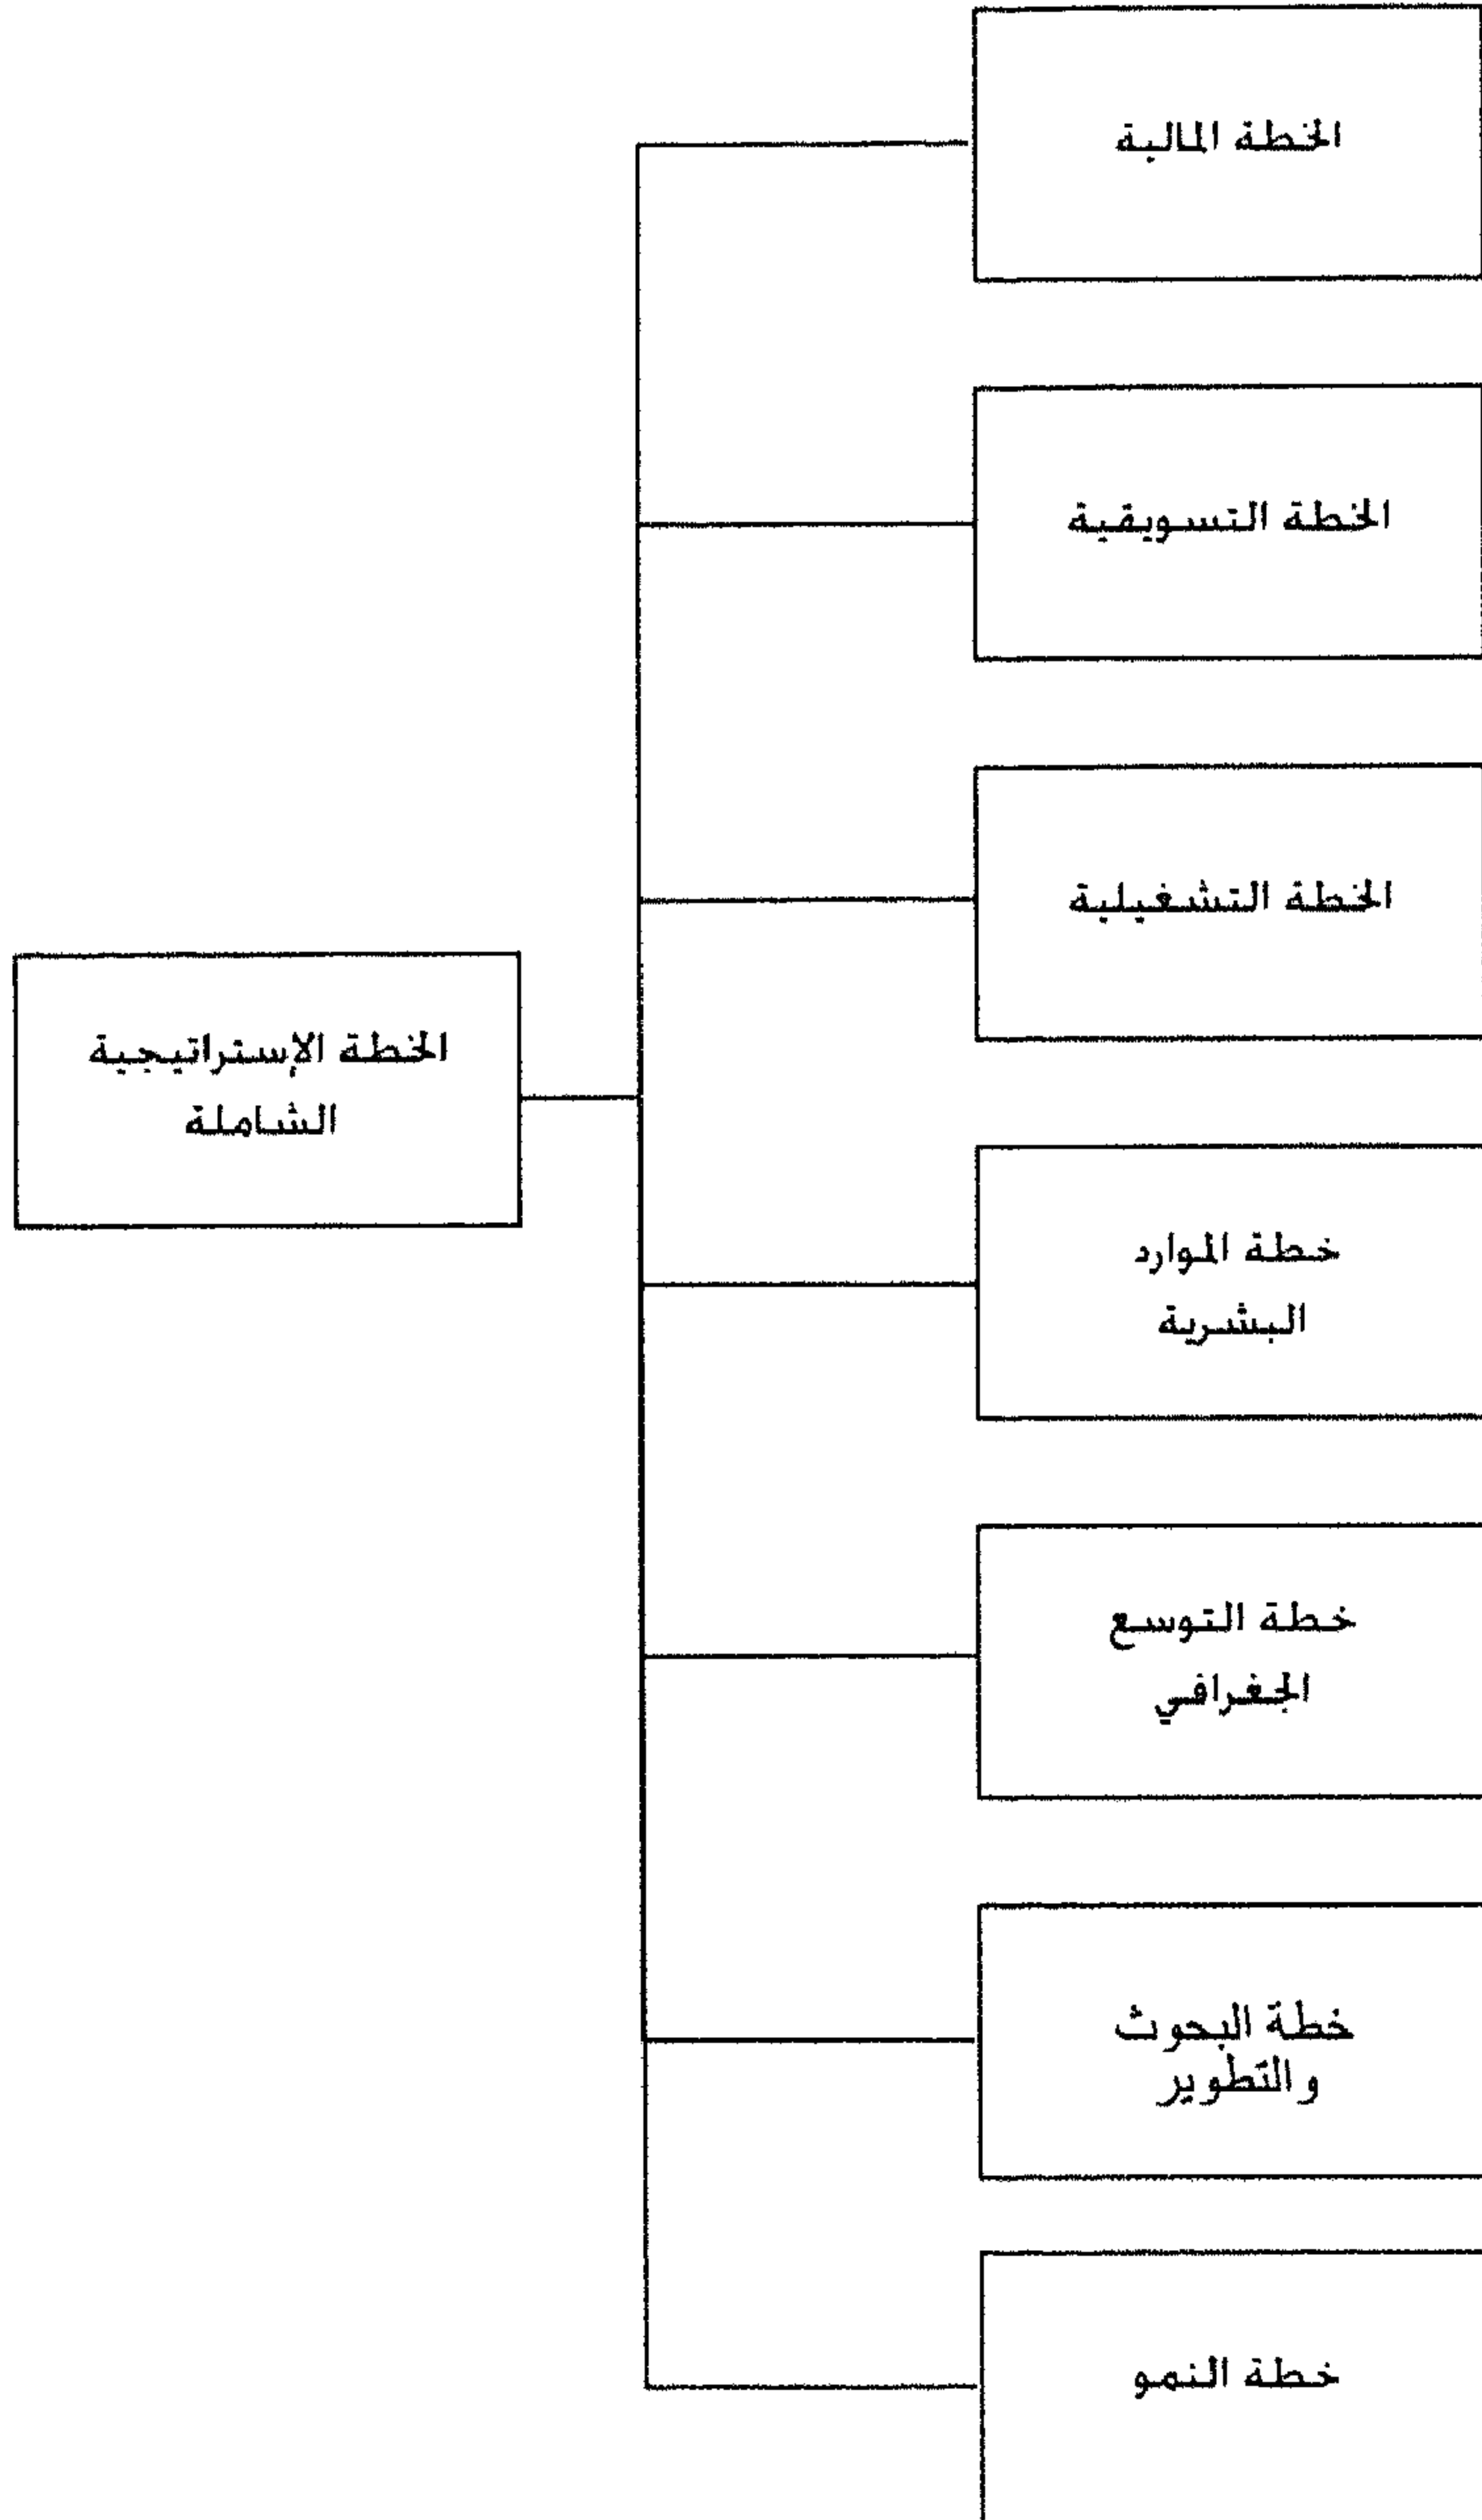 الخطة المالية
الخطة التسويقية
الخطة التشغيلية
الخطة الإستراتيجية
الشاملة
خطة الموارد
البشرية
خطة التوسع
الجغرافي
خطة البحوث
والتطوير
خطة النمو